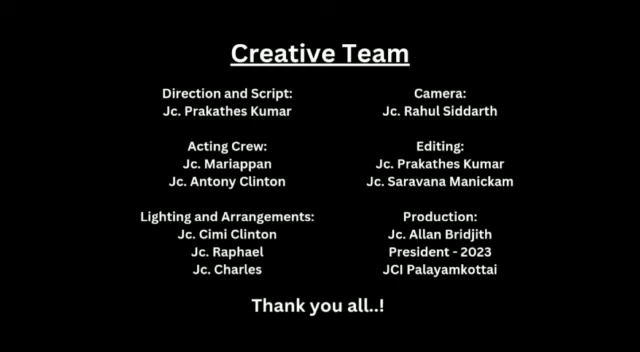 Creative Team
Direction and Script:
Jc. Prakathes Kumar
Acting Crew:
Jc. Mariappan
Jc. Antony Clinton
Lighting and Arrangements:
Jc. Cimi Clinton
Jc. Raphael
Jc. Charles
Camera:
Jc. Rahul Siddarth
Editing:
Jc. Prakathes Kumar
Jc. Saravana Manickam
Production:
Jc. Allan Bridjith
President - 2023
JCI Palayamkottai
Thank you all..!